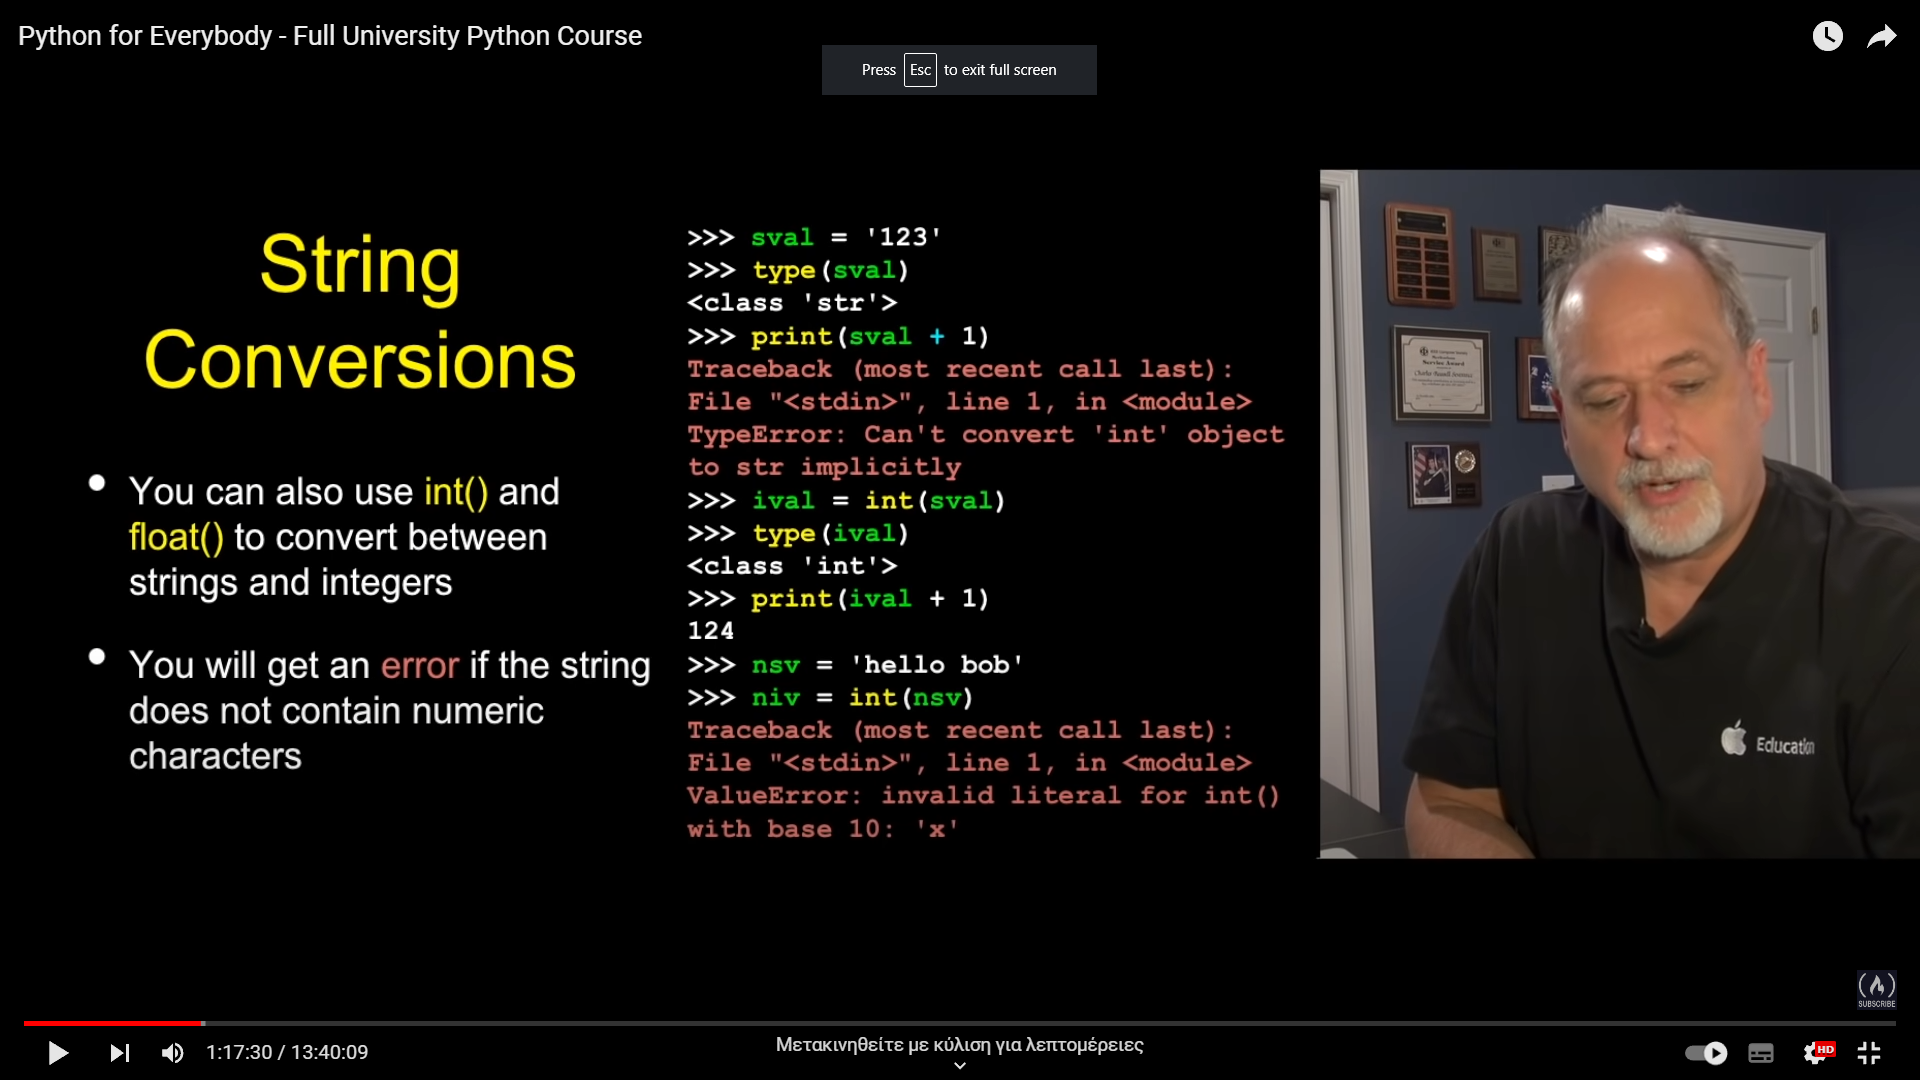 Python for Everybody - Full University Python Course
Press Esc to exit full screen
String
Conversions
You can also use int() and
float() to convert between
strings and integers
You will get an error if the string
does not contain numeric
characters
>>> sval = '123'
>>> type(sval)
<class 'str'>
>>> print(sval + 1)
Traceback (most recent call last):
File "<stdin>", line 1, in <module>
TypeError: Can't convert 'int' object
to str implicitly
>>> ival = int(sval)
>>> type(ival)
<class 'int'>
>>> print(ival + 1)
124
>>> nsv = 'hello bob'
>>> niv = int(nsv)
Traceback (most recent call last):
File "<stdin>", line 1, in <module>
ValueError: invalid literal for int()
with base 10: 'x'
Service Award
Education
SUBSCRIBE
1:17:30 / 13:40:09
Μετακινηθείτε με κύλιση για λεπτομέρειες
HD